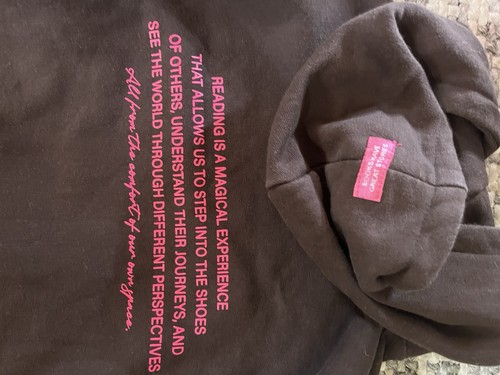 READING IS A MAGICAL EXPERIENCE
THAT ALLOWS US TO STEP INTO THE SHOES
OF OTHERS, UNDERSTAND THEIR JOURNEYS, AND
SEE THE WORLD THROUGH DIFFERENT PERSPECTIVES
All from the comfort of our own space.